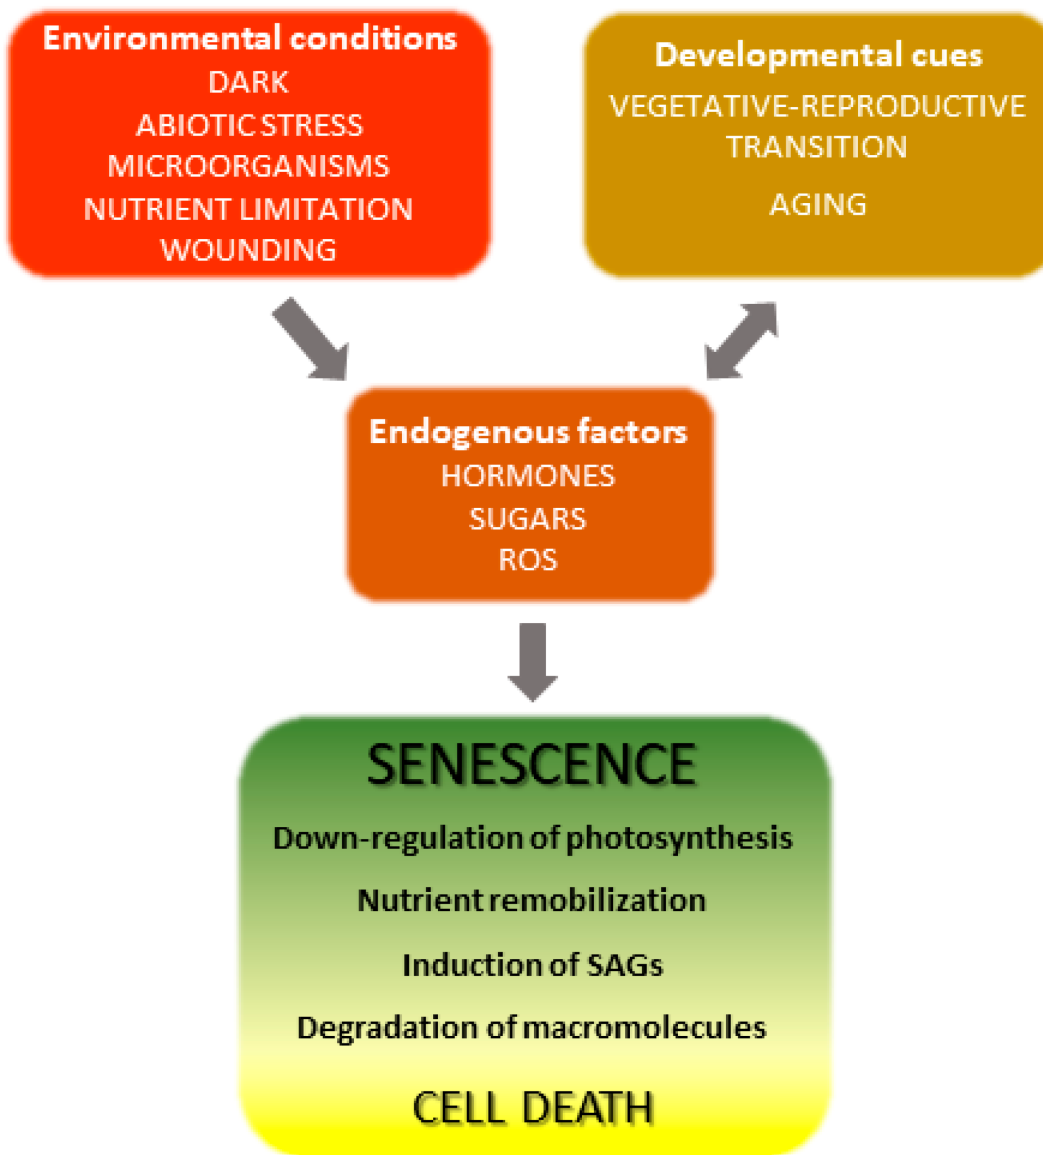 Environmental conditions
DARK
ABIOTIC STRESS
MICROORGANISMS
NUTRIENT LIMITATION
WOUNDING
Developmental cues
VEGETATIVE-REPRODUCTIVE
TRANSITION
AGING
Endogenous factors
HORMONES
SUGARS
ROS
SENESCENCE
Down-regulation of photosynthesis
Nutrient remobilization
Induction of SAGs
Degradation of macromolecules
CELL DEATH